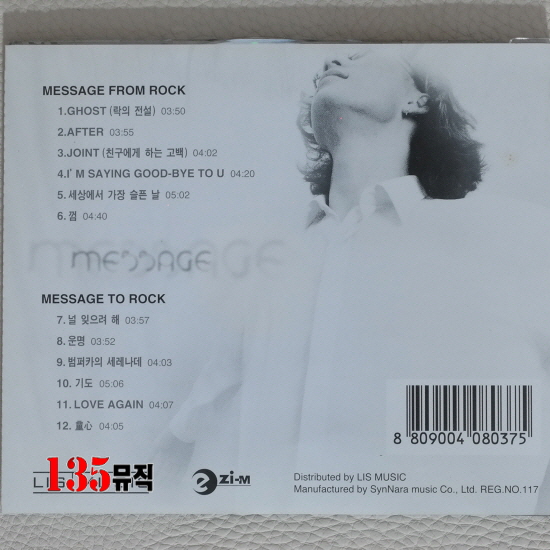 MESSAGE FROM ROCK
1.GHOST (락의 전설) 03:50
2.AFTER 03:55
3.JOINT (친구에게 하는 고백) 04:02
4.I'M SAYING GOOD-BYE TO U 04:20
5.세상에서 가장 슬픈 날 05:02
6.껌 04:40
MESSAGE
MESSAGE TO ROCK
7.널 잊으려 해 03:57
8.운명 03:52
9.범퍼카의 세레나데 04:03
10. 기도 05:06
11. LOVE AGAIN 04:07
12. 童心 04:05
8 809004 080375
135뮤직
zi-m
Distributed by LIS MUSIC
Manufactured by SynNara music Co., Ltd. REG.NO.117